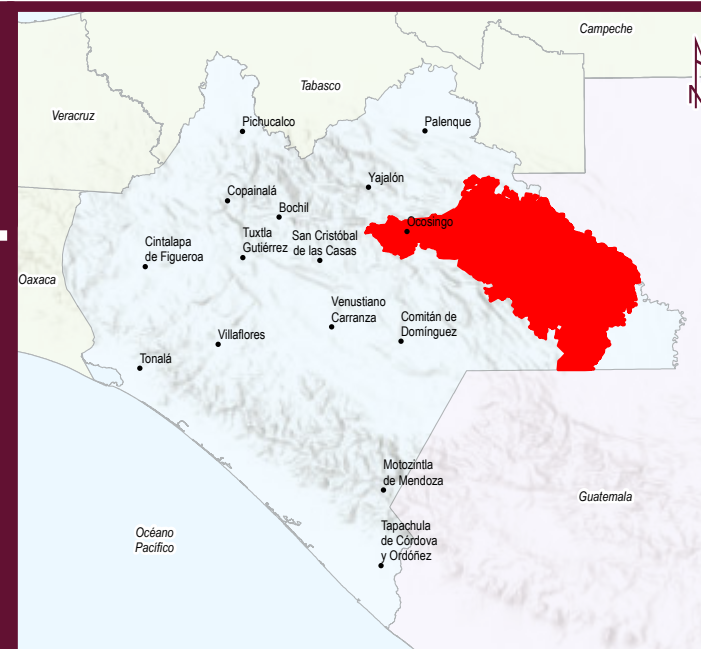 Campeche
Tabasco
Veracruz
N
Pichucalco
Palenque
Yajalón
Copainalá
Bochil
Ocosingo
Cintalapa
de Figueroa
Tuxtla
Gutiérrez
San Cristóbal
de las Casas
Oaxaca
Venustiano
Carranza
Comitán de
Domínguez
Villaflores
Tonalá
Motozintla
de Mendoza
Guatemala
Océano
Pacífico
Tapachula
de Córdova
y Ordóñez